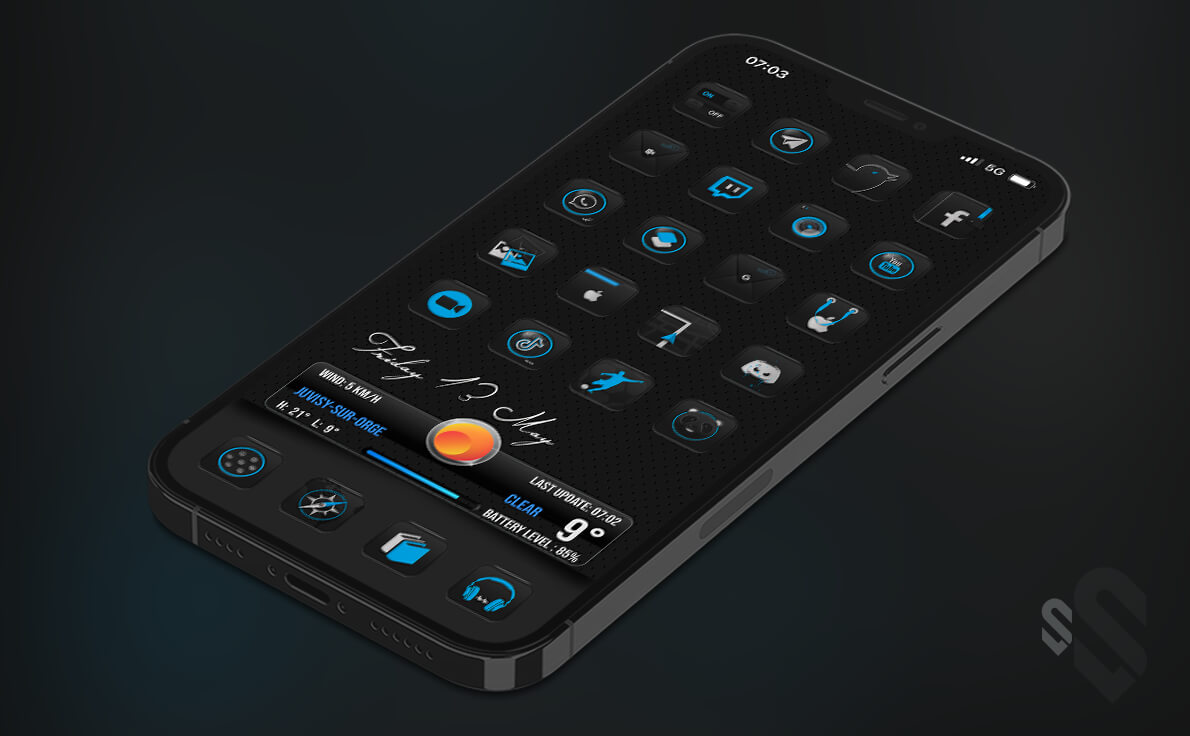 07:03
5G
ON
OFF
You
Friday 13 May
WIND: 5 KM/H
JUVISY-SUR-ORGE
H: 21° L: 9°
LAST UPDATE: 07:02
CLEAR
9°
BATTERY LEVEL : 85%